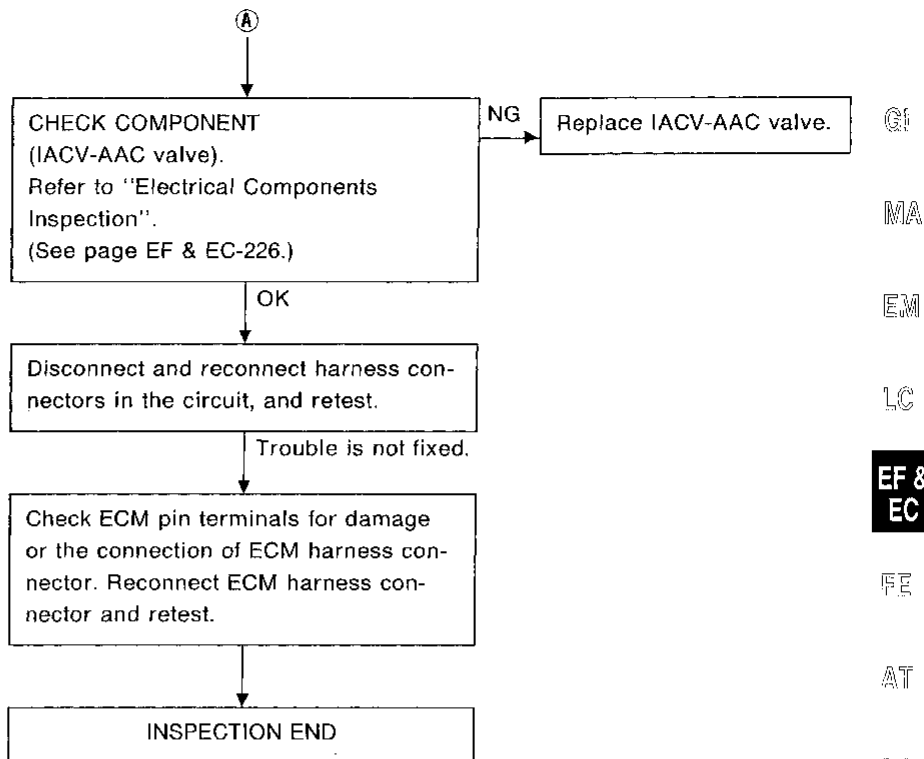 A
CHECK COMPONENT
(IACV-AAC valve).
Refer to "Electrical Components
Inspection".
(See page EF & EC-226.)
NG
Replace IACV-AAC valve.
OK
Disconnect and reconnect harness con-
nectors in the circuit, and retest.
Trouble is not fixed.
Check ECM pin terminals for damage
or the connection of ECM harness con-
nector. Reconnect ECM harness con-
nector and retest.
INSPECTION END
GI
MA
EM
LC
EF &
EC
FE
AT